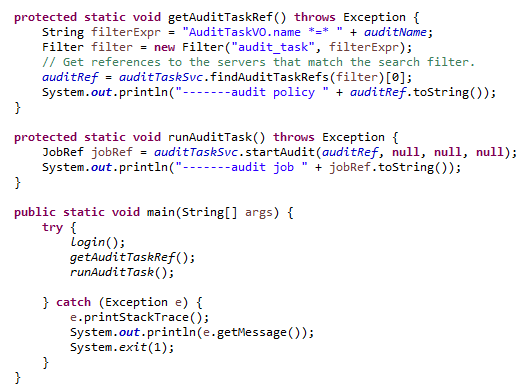 protected static void getAuditTaskRef() throws Exception {
    String filterExpr = "AuditTaskVO.name *=* " + auditName;
    Filter filter = new Filter("audit_task", filterExpr);
    // Get references to the servers that match the search filter.
    auditRef = auditTaskSvc.findAuditTaskRefs(filter)[0];
    System.out.println("-------audit policy " + auditRef.toString());
}
protected static void runAuditTask() throws Exception {
    JobRef jobRef = auditTaskSvc.startAudit(auditRef, null, null, null);
    System.out.println("-------audit job " + jobRef.toString());
}
public static void main(String[] args) {
    try {
        login();
        getAuditTaskRef();
        runAuditTask();
    } catch (Exception e) {
        e.printStackTrace();
        System.out.println(e.getMessage());
        System.exit(1);
    }
}